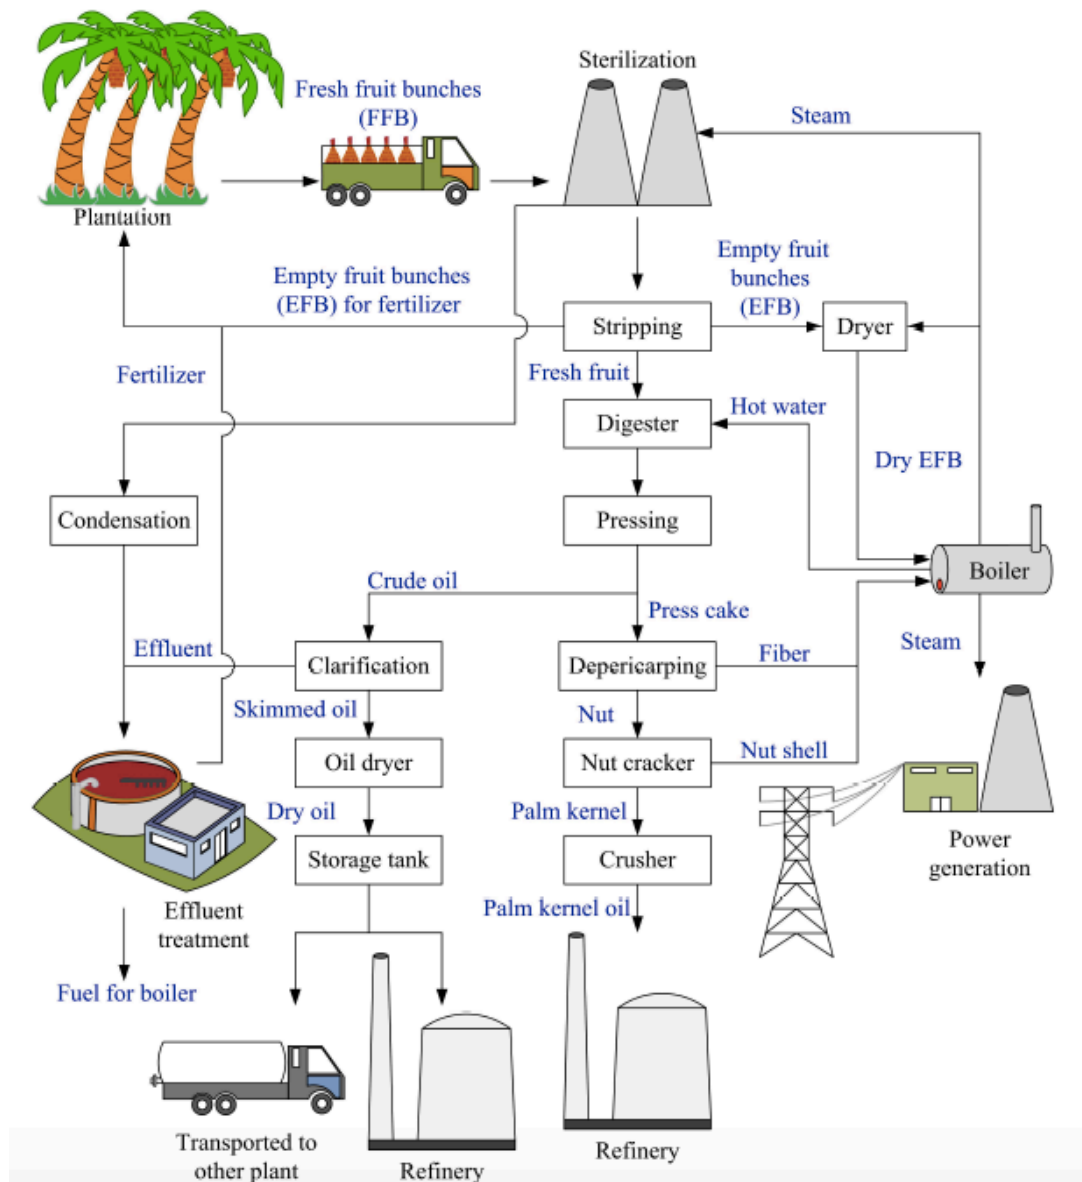 Sterilization
Fresh fruit bunches
(FFB)
Steam
Plantation
Empty fruit bunches
(EFB) for fertilizer
Empty fruit
bunches
(EFB)
Stripping
Dryer
Fertilizer
Fresh fruit
Hot water
Digester
Dry EFB
Condensation
Pressing
Boiler
Crude oil
Press cake
Effluent
Clarification
Depericarping
Fiber
Steam
Skimmed oil
Nut
Oil dryer
Nut cracker
Nut shell
Dry oil
Palm kernel
Storage tank
Crusher
Power
generation
Palm kernel oil
Effluent
treatment
Fuel for boiler
Transported to
other plant
Refinery
Refinery